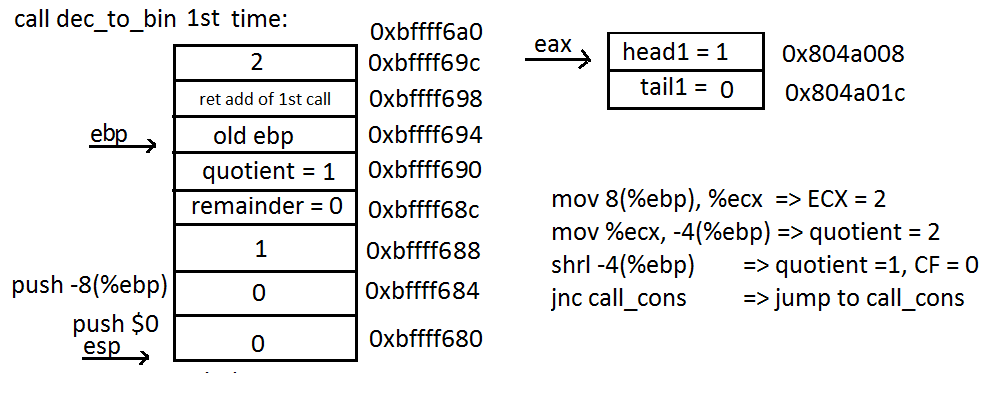 call dec_to_bin 1st time:
0xbffff6a0
2 0xbffff69c
ret add of 1st call 0xbffff698
ebp old ebp 0xbffff694
quotient = 1 0xbffff690
remainder = 0 0xbffff68c
1 0xbffff688
push -8(%ebp) 0 0xbffff684
push $0
esp 0 0xbffff680
eax head1 = 1 0x804a008
tail1 = 0 0x804a01c
mov 8(%ebp), %ecx => ECX = 2
mov %ecx, -4(%ebp) => quotient = 2
shrl -4(%ebp) => quotient =1, CF = 0
jnc call_cons => jump to call_cons